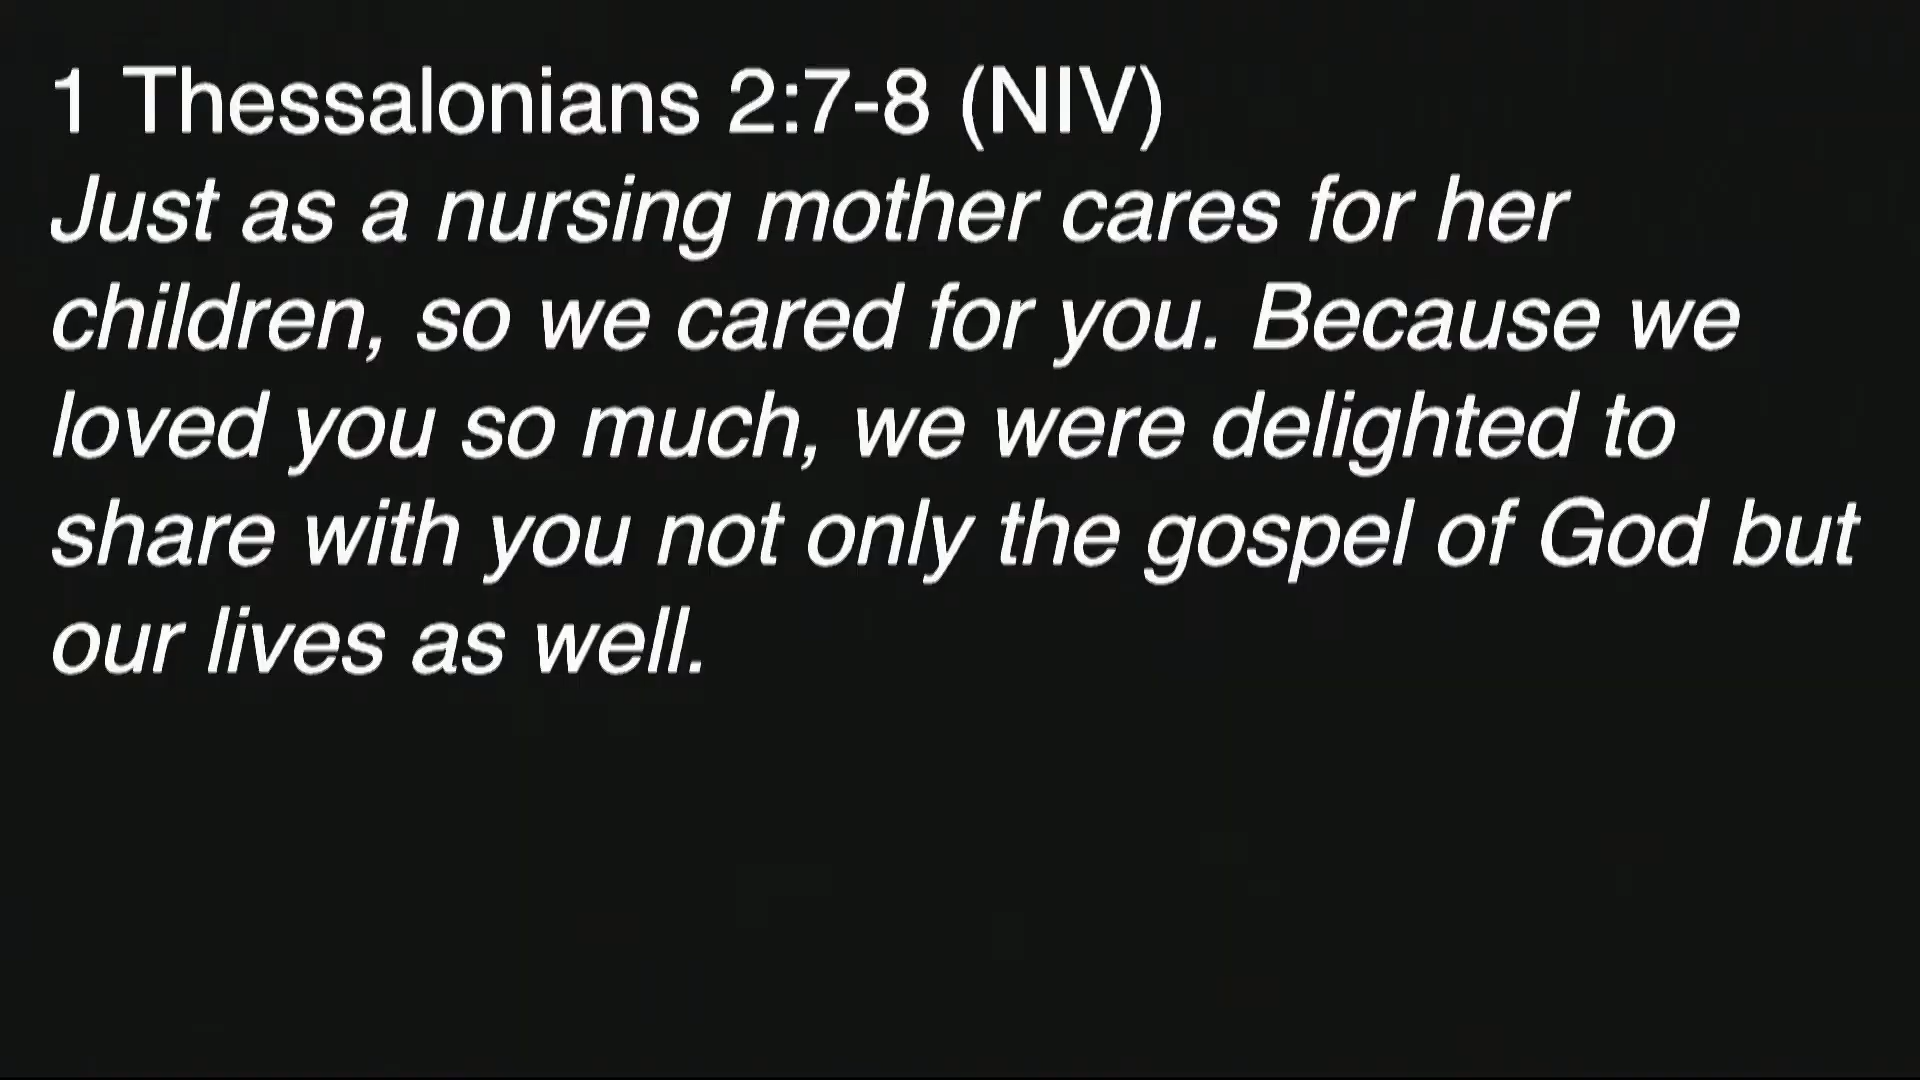 1 Thessalonians 2:7-8 (NIV)
Just as a nursing mother cares for her
children, so we cared for you. Because we
loved you so much, we were delighted to
share with you not only the gospel of God but
our lives as well.